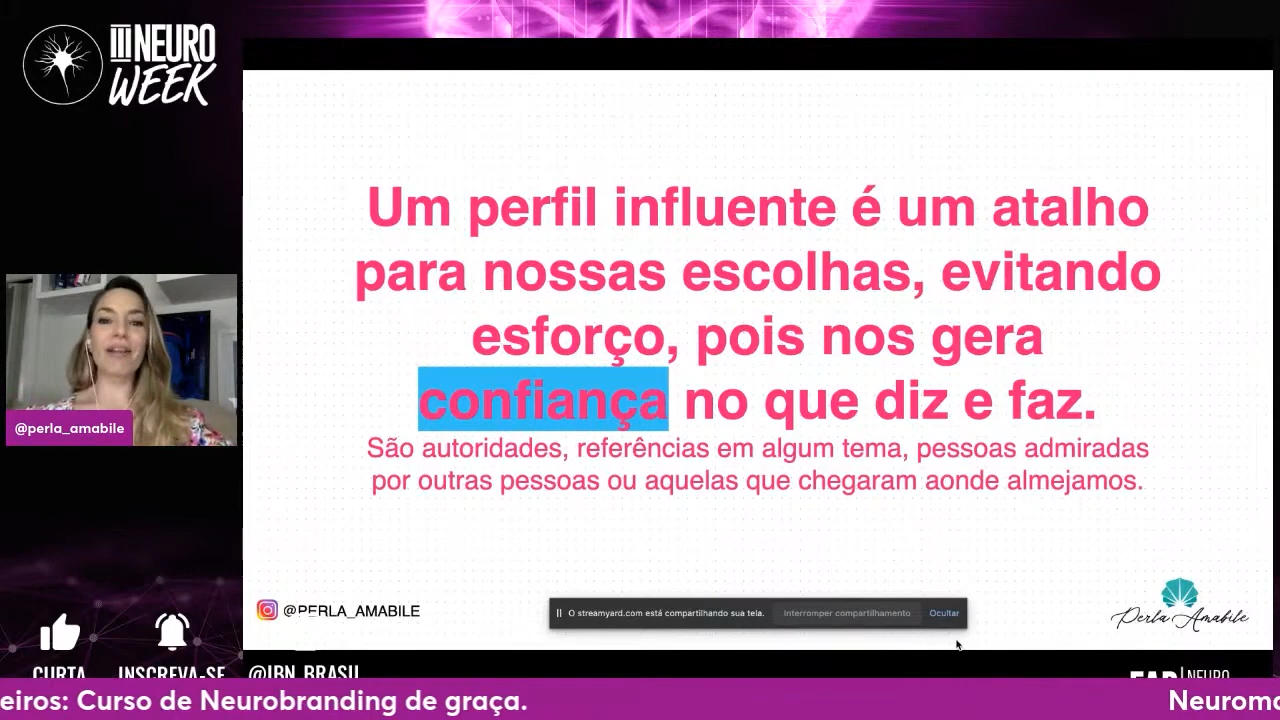 III NEURO
WEEK
Um perfil influente é um atalho
para nossas escolhas, evitando
esforço, pois nos gera
confiança no que diz e faz.
São autoridades, referências em algum tema, pessoas admiradas
por outras pessoas ou aquelas que chegaram aonde almejamos.
@perla_amabile
@PERLA_AMABILE
O streamyard.com está compartilhando sua tela.
Interromper compartilhamento
Ocultar
Perla Amabile
CURTA
INSCREVA-SE
@IBN_BRASIL
NEURO
eiros: Curso de Neurobranding de graça.
Neurom